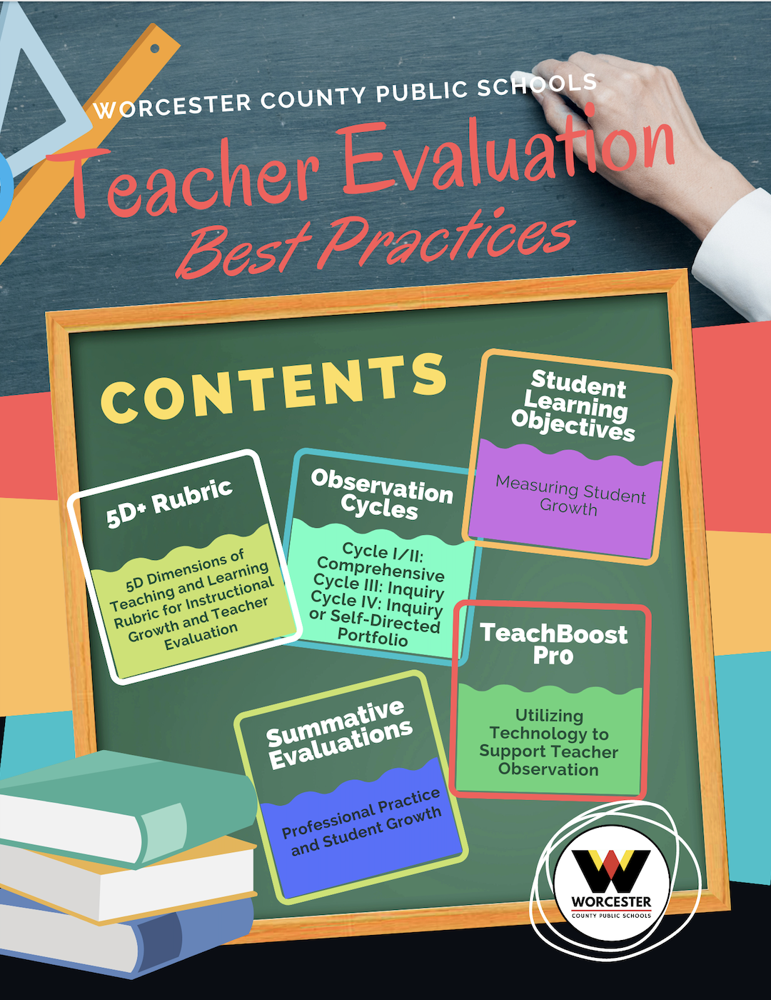 WORCESTER COUNTY PUBLIC SCHOOLS
Teacher Evaluation
Best Practices
CONTENTS
Student
Learning
Objectives
Measuring Student
Growth
5D+ Rubric
5D Dimensions of
Teaching and Learning
Rubric for Instructional
Growth and Teacher
Evaluation
Observation
Cycles
Cycle I/II:
Comprehensive
Cycle III: Inquiry
Cycle IV: Inquiry
or Self-Directed
Portfolio
TeachBoost
Pr0
Utilizing
Technology to
Support Teacher
Observation
Summative
Evaluations
Professional Practice
and Student Growth
W
WORCESTER
COUNTY PUBLIC SCHOOLS